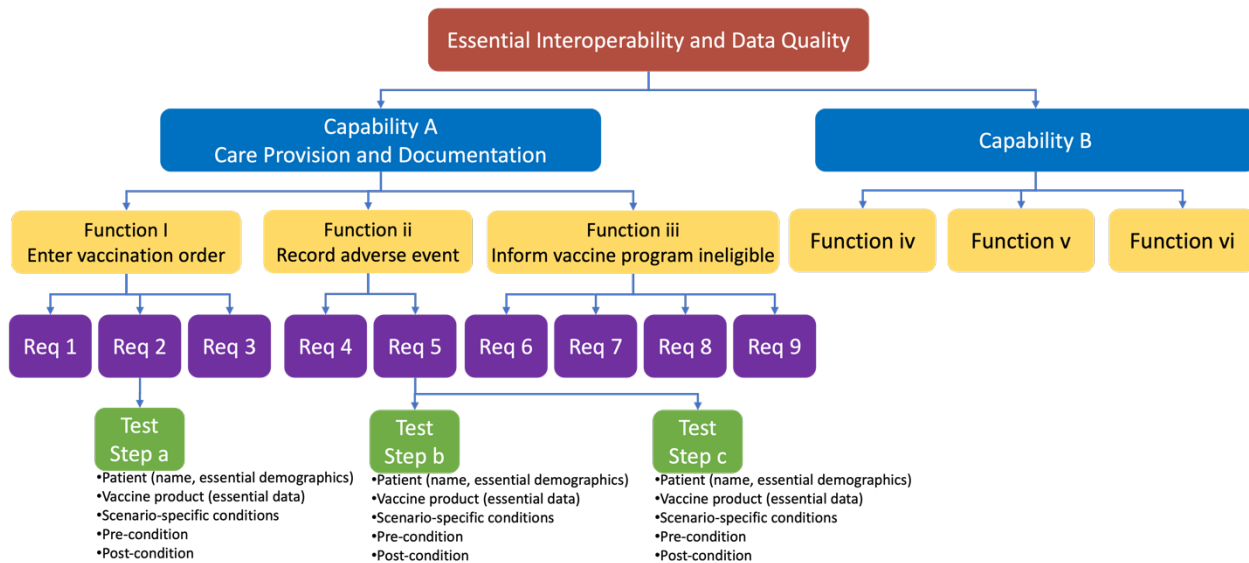 Essential Interoperability and Data Quality
Capability A
Care Provision and Documentation
Capability B
Function I
Enter vaccination order
Function ii
Record adverse event
Function iii
Inform vaccine program ineligible
Function iv
Function v
Function vi
Req 1
Req 2
Req 3
Req 4
Req 5
Req 6
Req 7
Req 8
Req 9
Test
Step a
•Patient (name, essential demographics)
•Vaccine product (essential data)
•Scenario-specific conditions
•Pre-condition
•Post-condition
Test
Step b
•Patient (name, essential demographics)
•Vaccine product (essential data)
•Scenario-specific conditions
•Pre-condition
•Post-condition
Test
Step c
•Patient (name, essential demographics)
•Vaccine product (essential data)
•Scenario-specific conditions
•Pre-condition
•Post-condition